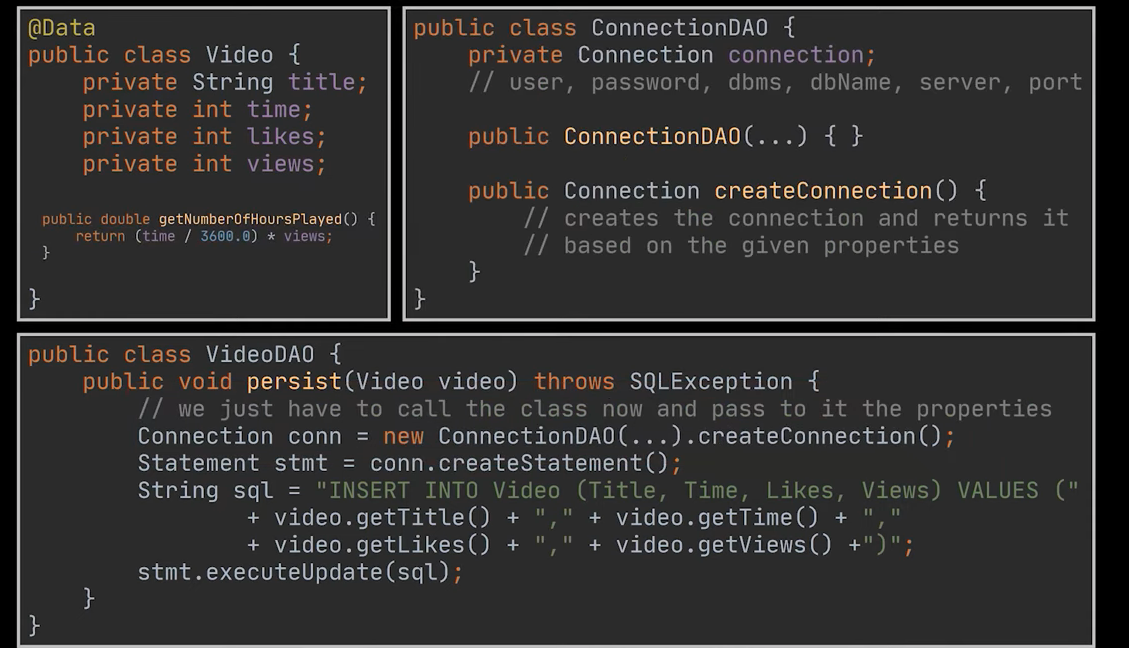 @Data
public class Video {
    private String title;
    private int time;
    private int likes;
    private int views;
    public double getNumberOfHoursPlayed() {
        return (time / 3600.0) * views;
    }
}
public class ConnectionDAO {
    private Connection connection;
    // user, password, dbms, dbName, server, port
    public ConnectionDAO(...) { }
    public Connection createConnection() {
        // creates the connection and returns it
        // based on the given properties
    }
}
public class VideoDAO {
    public void persist(Video video) throws SQLException {
        // we just have to call the class now and pass to it the properties
        Connection conn = new ConnectionDAO(...).createConnection();
        Statement stmt = conn.createStatement();
        String sql = "INSERT INTO Video (Title, Time, Likes, Views) VALUES ("
                + video.getTitle() + "," + video.getTime() + ","
                + video.getLikes() + "," + video.getViews() +")";
        stmt.executeUpdate(sql);
    }
}